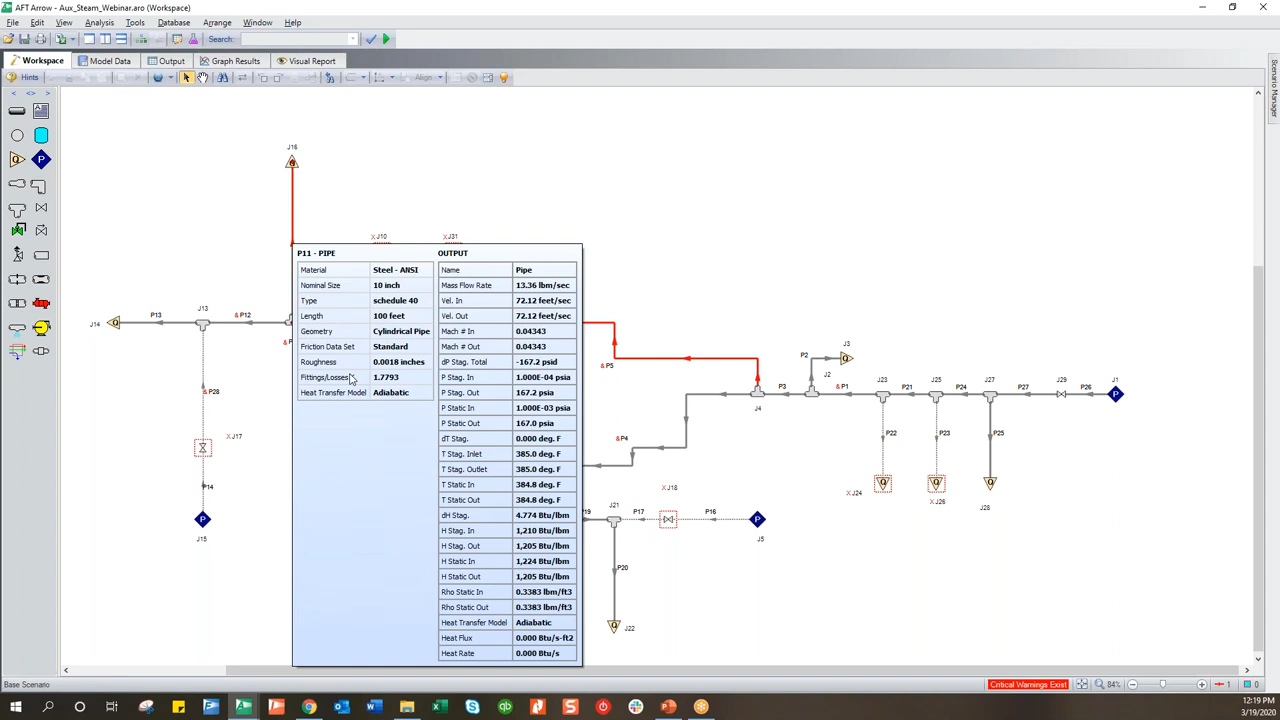 AFT Arrow - Aux_Steam_Webinar.aro (Workspace)
File Edit View Analysis Tools Database Arrange Window Help
Search:
Workspace Model Data Output Graph Results Visual Report
Hints Align
Scenario Manager
J16
X J10 X J31
P11 - PIPE
Material Steel - ANSI
Nominal Size 10 inch
Type schedule 40
Length 100 feet
Geometry Cylindrical Pipe
Friction Data Set Standard
Roughness 0.0018 inches
Fittings/Losses 1.7793
Heat Transfer Model Adiabatic
OUTPUT
Name Pipe
Mass Flow Rate 13.36 lbm/sec
Vel. In 72.12 feet/sec
Vel. Out 72.12 feet/sec
Mach # In 0.04343
Mach # Out 0.04343
dP Stag. Total -167.2 psid
P Stag. In 1.000E-04 psia
P Stag. Out 167.2 psia
P Static In 1.000E-03 psia
P Static Out 167.0 psia
dT Stag. 0.000 deg. F
T Stag. Inlet 385.0 deg. F
T Stag. Outlet 385.0 deg. F
T Static In 384.8 deg. F
T Static Out 384.8 deg. F
dH Stag. 4.774 Btu/lbm
H Stag. In 1,210 Btu/lbm
H Stag. Out 1,205 Btu/lbm
H Static In 1,224 Btu/lbm
H Static Out 1,205 Btu/lbm
Rho Static In 0.3383 lbm/ft3
Rho Static Out 0.3383 lbm/ft3
Heat Transfer Model Adiabatic
Heat Flux 0.000 Btu/s-ft2
Heat Rate 0.000 Btu/s
J14 P13 J13 & P12
& P28
X J17
P14
J15
& P5
J4 P3 J2 P2 J3 & P1 J23 P21 J25 P24 J27 P27 J29 P26 J1
& P4
P22 P23 P25
X J24 X J26 J28
P19 J21 P17 X J18 P16 J5
P20
J22
Base Scenario Critical Warnings Exist 84% 1 0
12:19 PM
3/19/2020